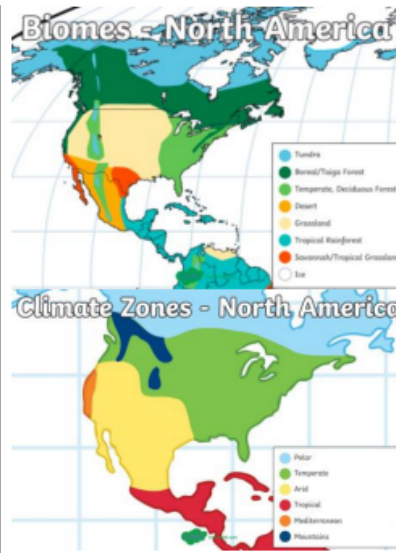 Biomes - North America
Tundra
Boreal/Taiga Forest
Temperate, Deciduous Forest
Desert
Grassland
Tropical Rainforest
Savannah/Tropical Grassland
Ice
Climate Zones - North America
Polar
Temperate
Arid
Tropical
Mediterranean
Mountains